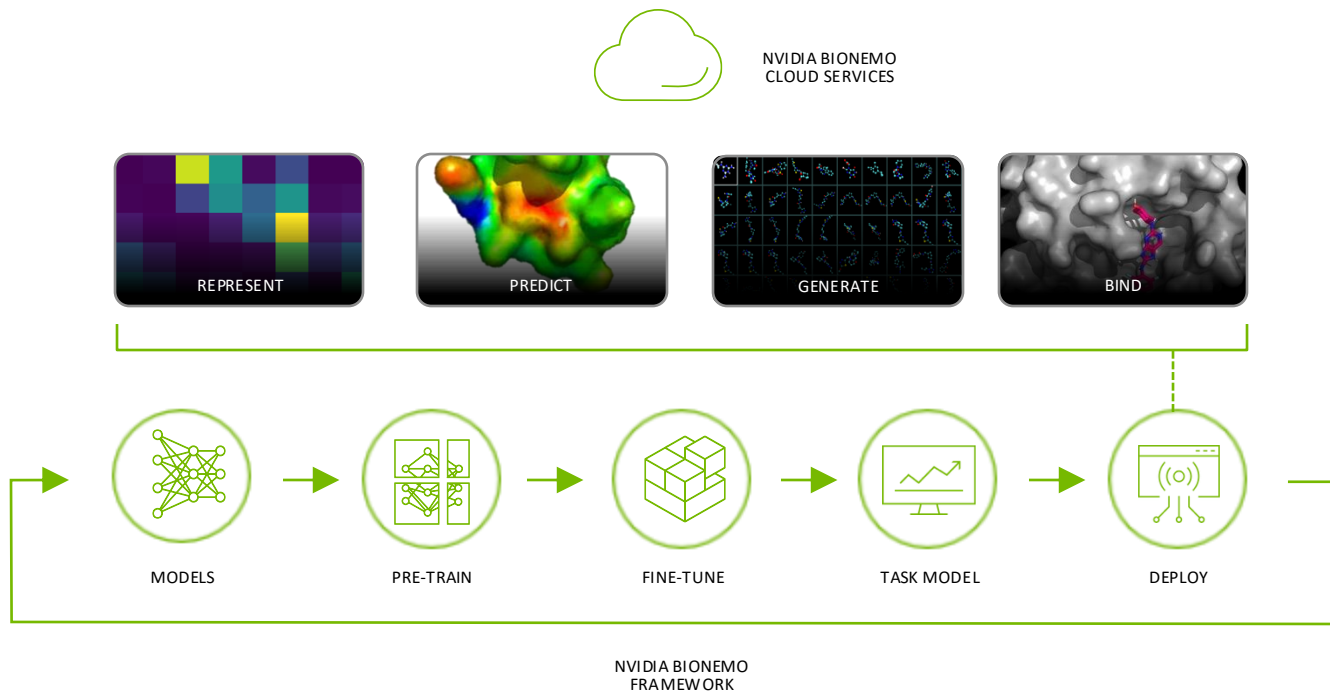 NVIDIA BIONEMO
CLOUD SERVICES
REPRESENT
PREDICT
GENERATE
BIND
MODELS
PRE-TRAIN
FINE-TUNE
TASK MODEL
DEPLOY
NVIDIA BIONEMO
FRAMEWORK